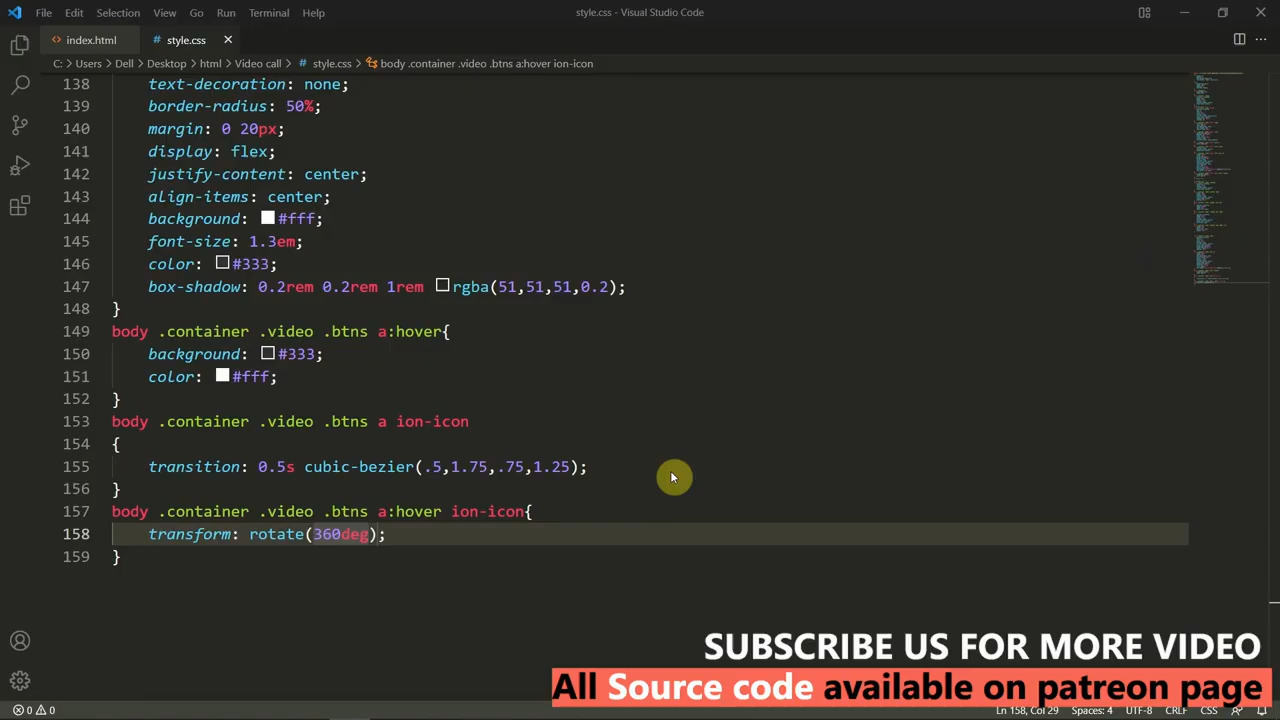 File Edit Selection View Go Run Terminal Help style.css - Visual Studio Code
index.html # style.css
C: > Users > Dell > Desktop > html > Video call > # style.css > body .container .video .btns a:hover ion-icon
138 text-decoration: none;
139 border-radius: 50%;
140 margin: 0 20px;
141 display: flex;
142 justify-content: center;
143 align-items: center;
144 background: #fff;
145 font-size: 1.3em;
146 color: #333;
147 box-shadow: 0.2rem 0.2rem 1rem rgba(51,51,51,0.2);
148 }
149 body .container .video .btns a:hover{
150 background: #333;
151 color: #fff;
152 }
153 body .container .video .btns a ion-icon
154 {
155 transition: 0.5s cubic-bezier(.5,1.75,.75,1.25);
156 }
157 body .container .video .btns a:hover ion-icon{
158 transform: rotate(360deg);
159 }
SUBSCRIBE US FOR MORE VIDEO
All Source code available on patreon page
0 0 Ln 158, Col 29 Spaces: 4 UTF-8 CRLF CSS